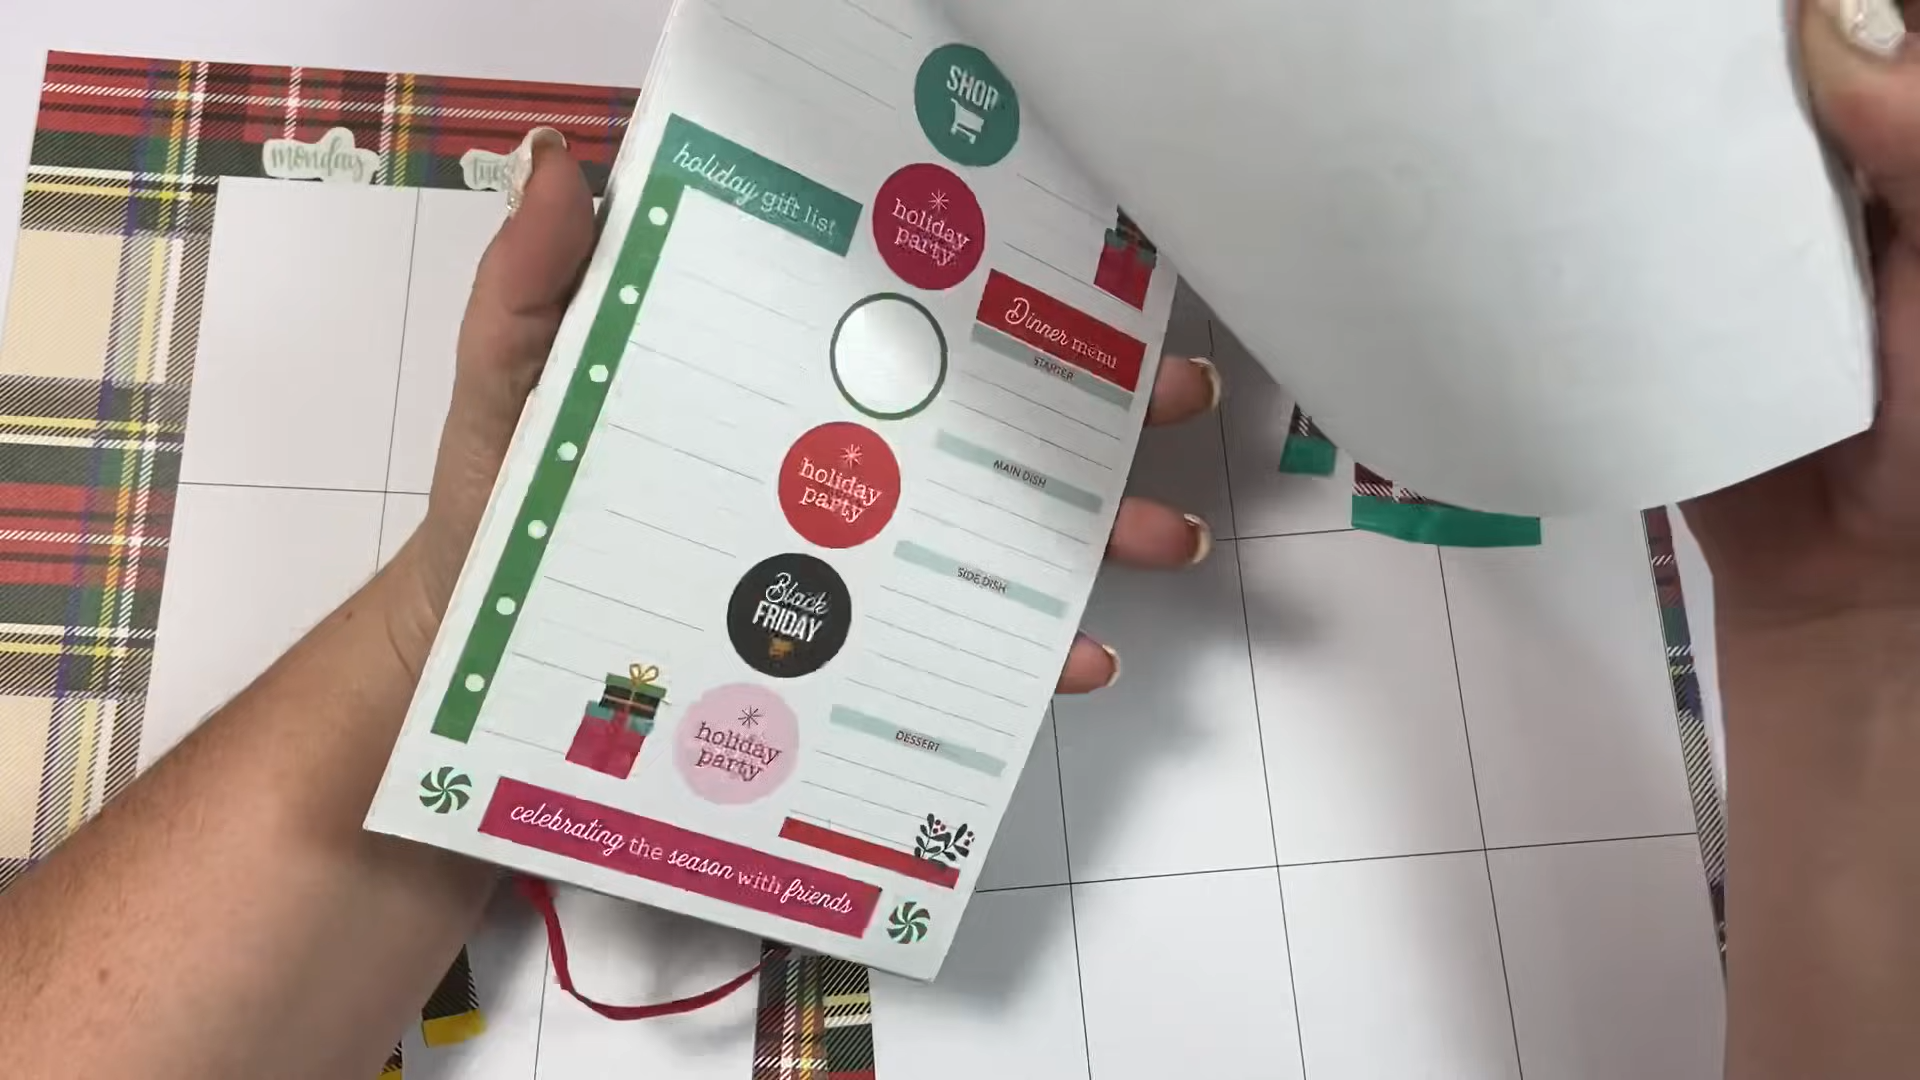 monday
tues
SHOP
holiday gift list
holiday
party
Dinner menu
STARTER
holiday
party
MAIN DISH
Black
FRIDAY
SIDE DISH
holiday
party
DESSERT
celebrating the season with friends